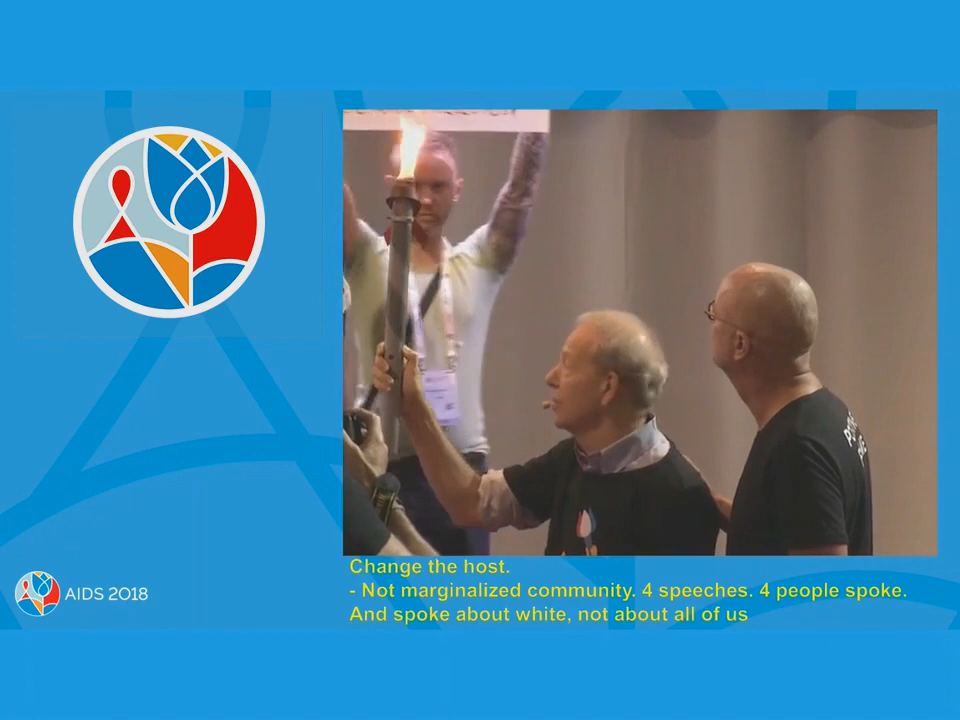 AIDS 2018
Change the host.
- Not marginalized community. 4 speeches. 4 people spoke.
And spoke about white, not about all of us